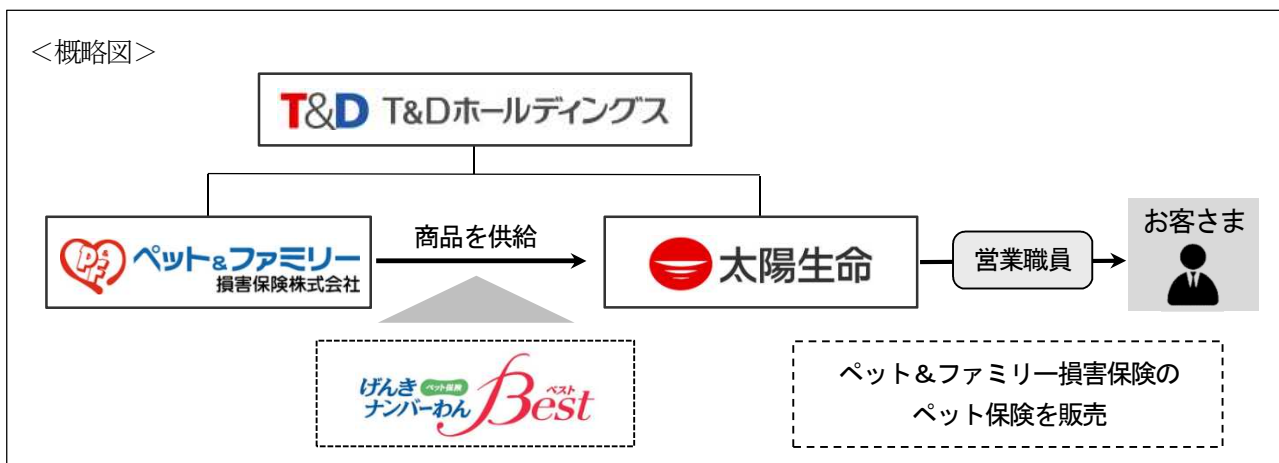 ＜概略図＞
T&D T&Dホールディングス
P&F ペット&ファミリー
損害保険株式会社
商品を供給
太陽生命
営業職員
お客さま
げんき ペット保険
ナンバーわん
ベスト
Best
ペット＆ファミリー損害保険の
ペット保険を販売